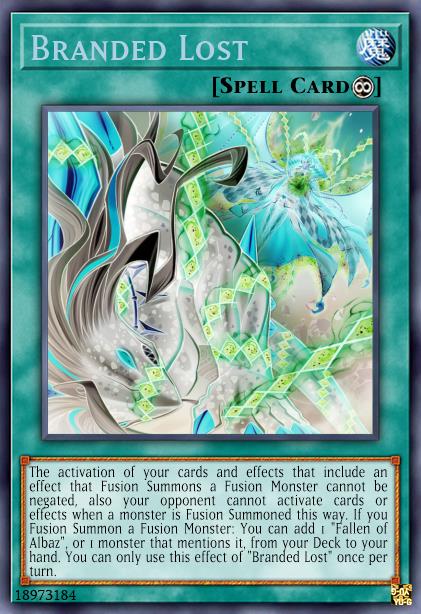 Branded Lost
[Spell Card]
The activation of your cards and effects that include an
effect that Fusion Summons a Fusion Monster cannot be
negated, also your opponent cannot activate cards or
effects when a monster is Fusion Summoned this way. If you
Fusion Summon a Fusion Monster: You can add 1 "Fallen of
Albaz", or 1 monster that mentions it, from your Deck to your
hand. You can only use this effect of "Branded Lost" once per
turn.
18973184